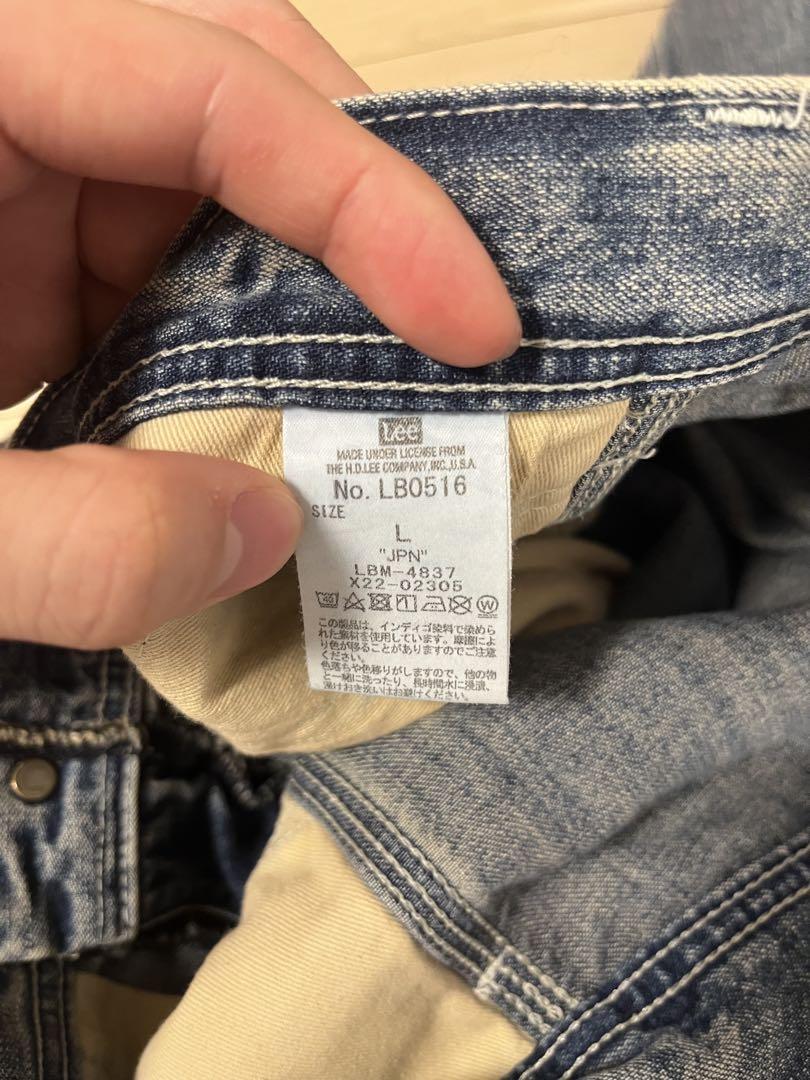 Lee
MADE UNDER LICENSE FROM
THE H.D.LEE COMPANY,INC.,U.S.A.
No. LB0516
SIZE
L
"JPN"
LBM-4837
X22-02305
40
W
この製品は、インディゴ染料で染めら
れた素材を使用しています。摩擦によ
り色が移ることがありますのでご注意
ください。
色落ちや色移りがしますので、他の物
と一緒に洗ったり、長時間水に浸漬、
濡れおき洗いはお避けください。